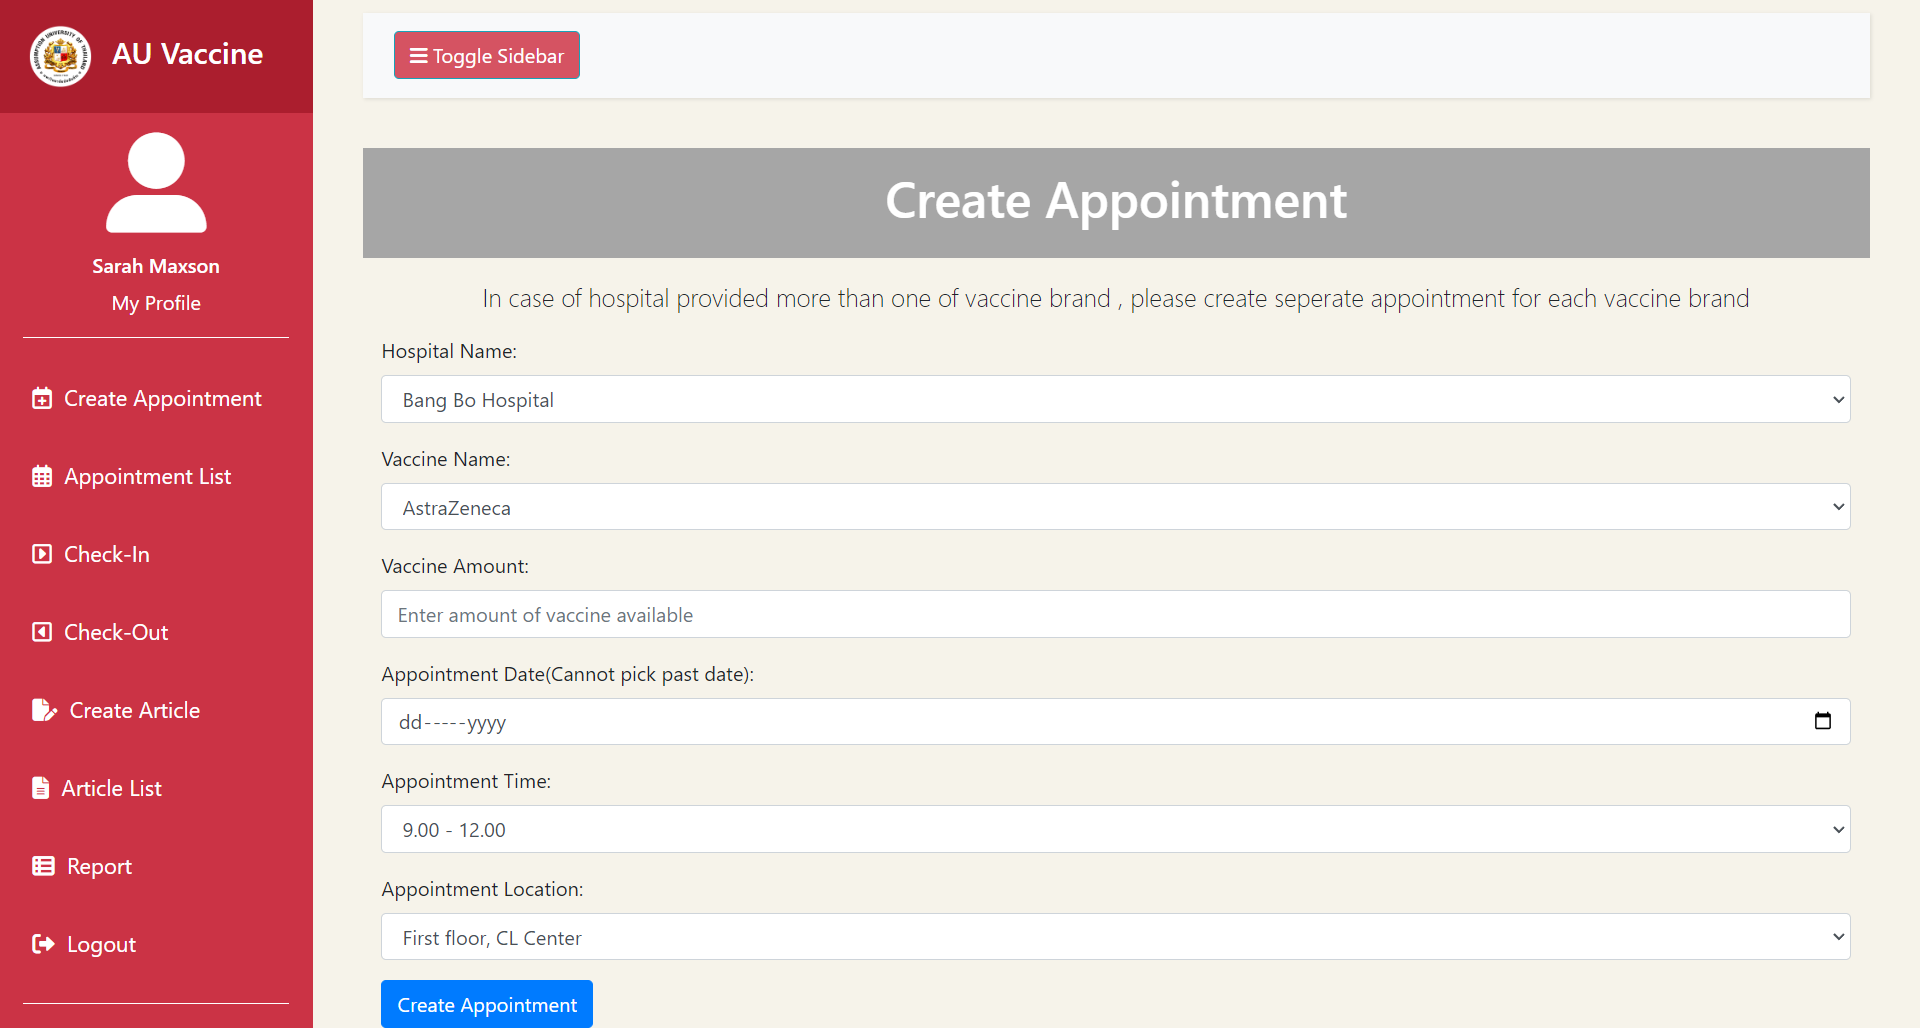 AU Vaccine
Sarah Maxson
My Profile
Create Appointment
Appointment List
Check-In
Check-Out
Create Article
Article List
Report
Logout
Toggle Sidebar
Create Appointment
In case of hospital provided more than one of vaccine brand , please create seperate appointment for each vaccine brand
Hospital Name:
Bang Bo Hospital
Vaccine Name:
AstraZeneca
Vaccine Amount:
Enter amount of vaccine available
Appointment Date(Cannot pick past date):
dd-----yyyy
Appointment Time:
9.00 - 12.00
Appointment Location:
First floor, CL Center
Create Appointment